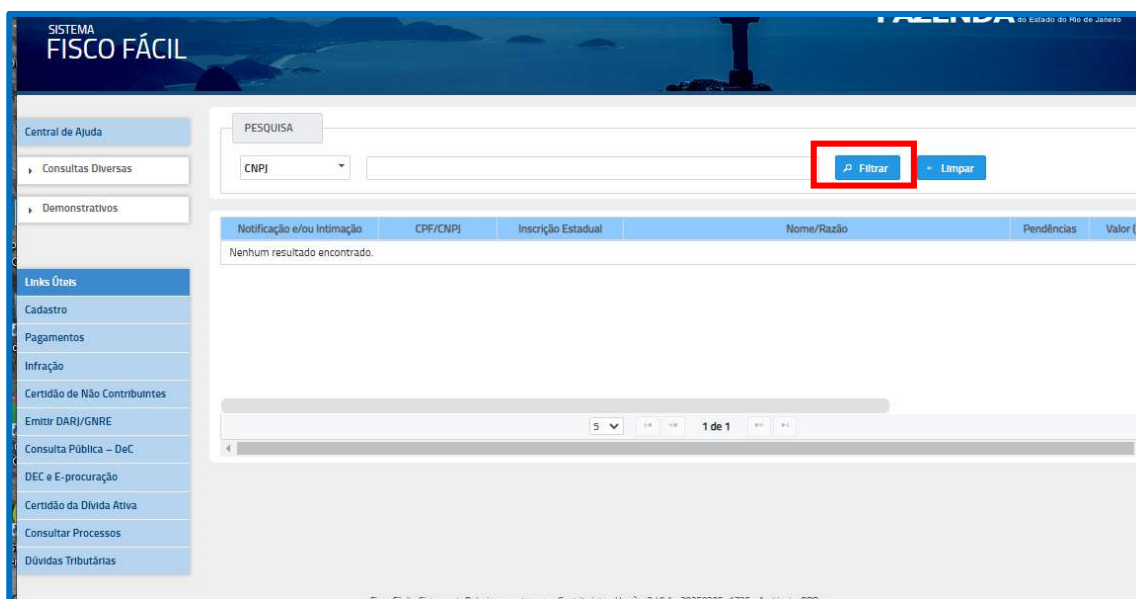 SISTEMA
FISCO FÁCIL
FAZENDA do Estado do Rio de Janeiro
Central de Ajuda
Consultas Diversas
Demonstrativos
PESQUISA
CNPJ
Filtrar
Limpar
Notificação e/ou Intimação CPF/CNPJ Inscrição Estadual Nome/Razão Pendências Valor (
Nenhum resultado encontrado.
Links Úteis
Cadastro
Pagamentos
Infração
Certidão de Não Contribuintes
Emitir DARJ/GNRE
Consulta Pública – DeC
DEC e E-procuração
Certidão da Dívida Ativa
Consultar Processos
Dúvidas Tributárias
5
1 de 1